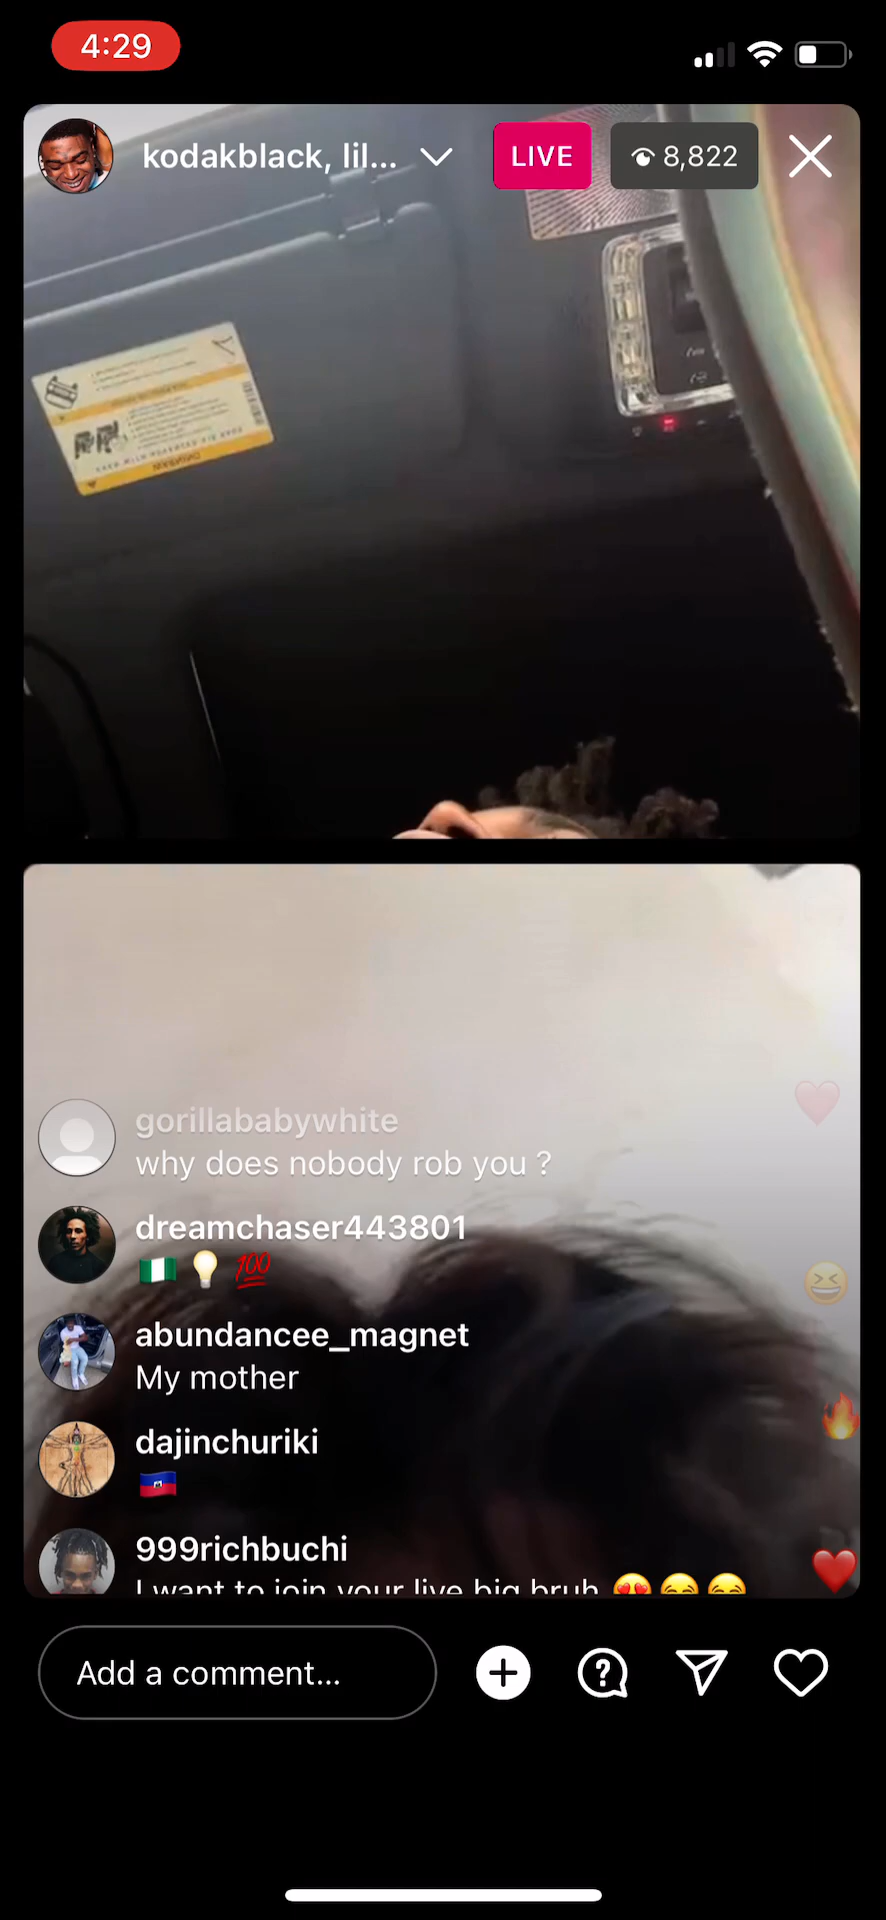 4:29
kodakblack, lil...
LIVE
8,822
gorillababywhite
why does nobody rob you ?
dreamchaser443801
🇳🇬 💡 💯
abundancee_magnet
My mother
dajinchuriki
🇭🇹
999richbuchi
I want to join your live big bruh 😍😂😂
Add a comment...